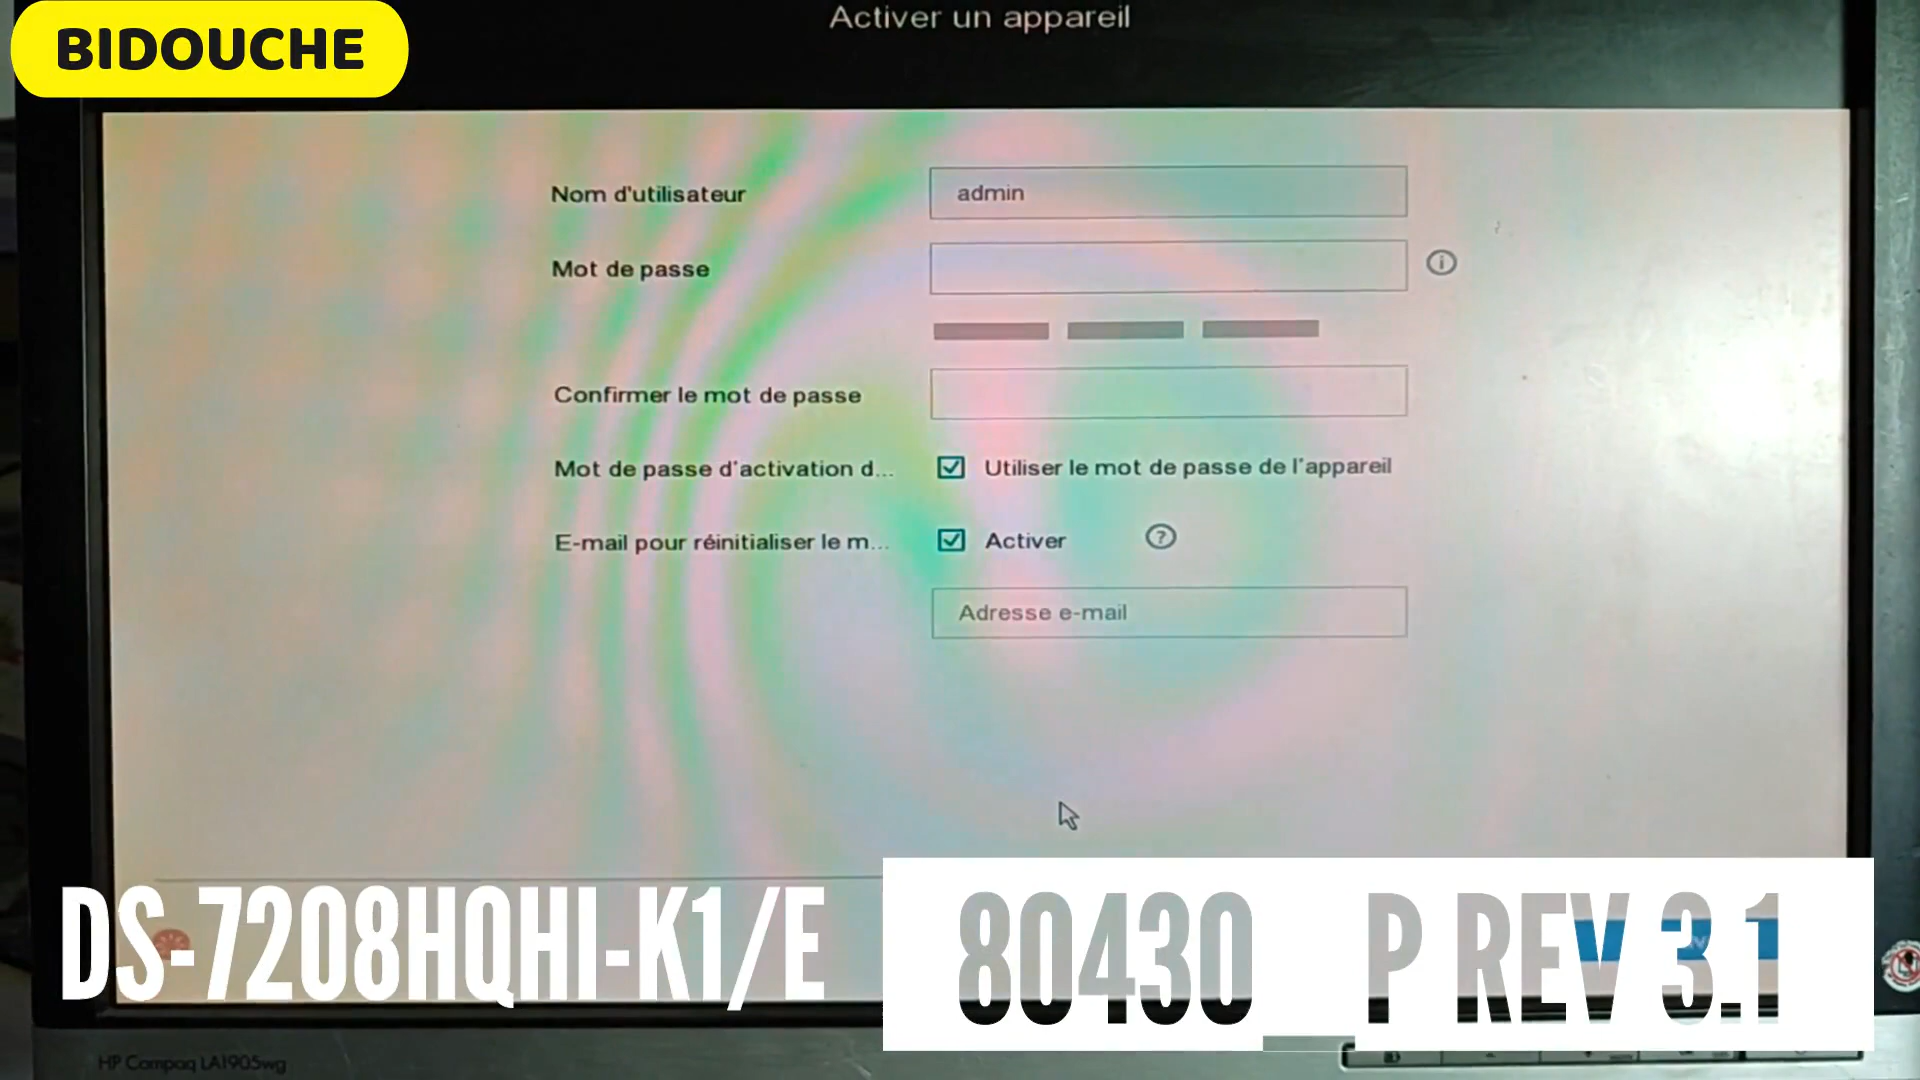 Activer un appareil
BIDOUCHE
Nom d'utilisateur
admin
Mot de passe
Confirmer le mot de passe
Mot de passe d'activation d...
Utiliser le mot de passe de l'appareil
E-mail pour réinitialiser le m...
Activer
Adresse e-mail
DS-7208HQHI-K1/E
80430__P REV 3.1
HP Compaq LA1905wg